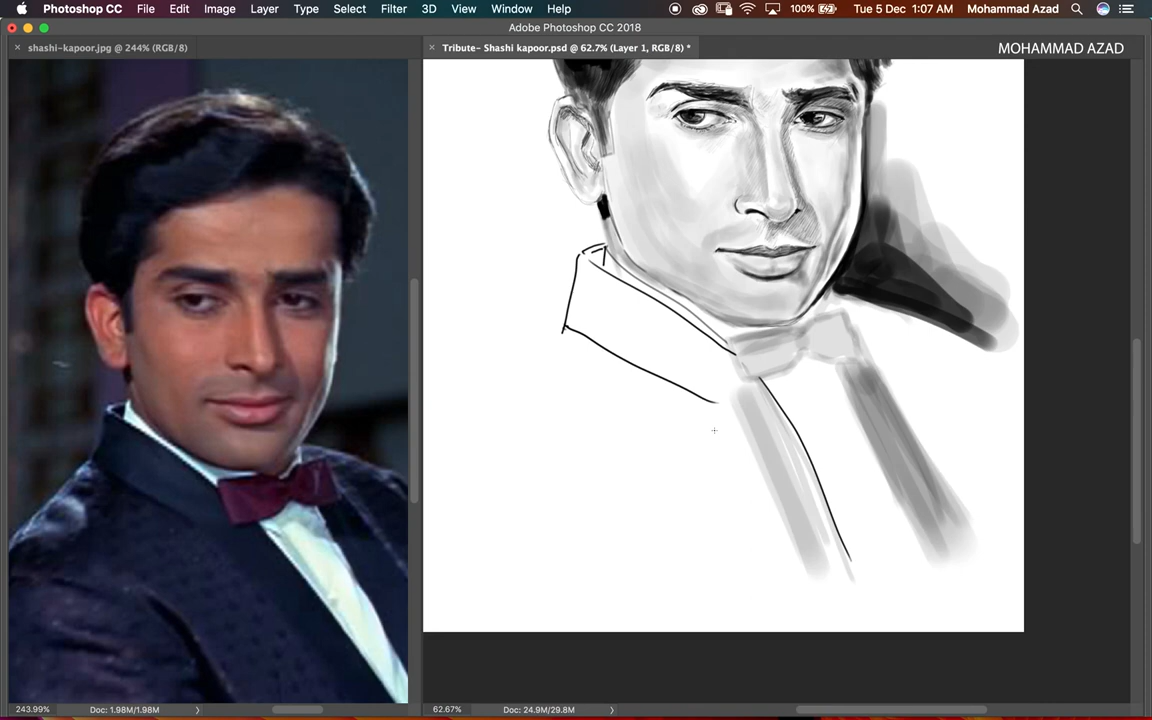 Photoshop CC File Edit Image Layer Type Select Filter 3D View Window Help 100% Tue 5 Dec 1:07 AM Mohammad Azad
Adobe Photoshop CC 2018
shashi-kapoor.jpg @ 244% (RGB/8)
Tribute- Shashi kapoor.psd @ 62.7% (Layer 1, RGB/8) *
MOHAMMAD AZAD
243.99% Doc: 1.98M/1.98M
62.67% Doc: 24.9M/29.8M